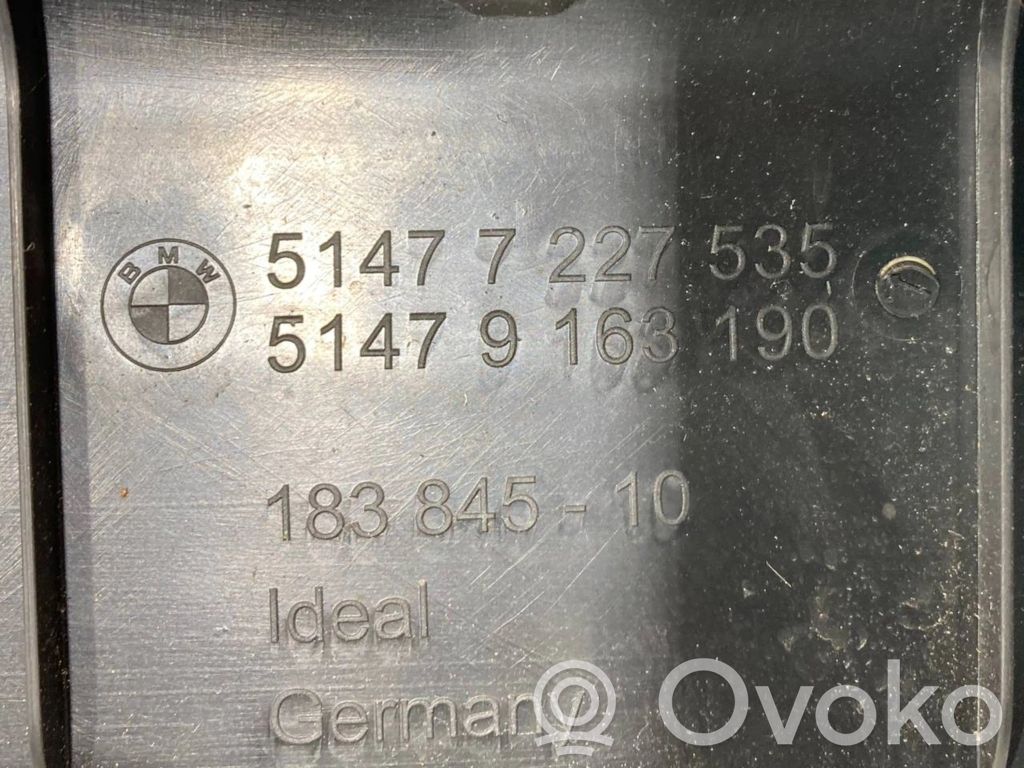 BMW
5147 7 227 535
5147 9 163 190
183 845 - 10
Ideal
Germany
Ovoko